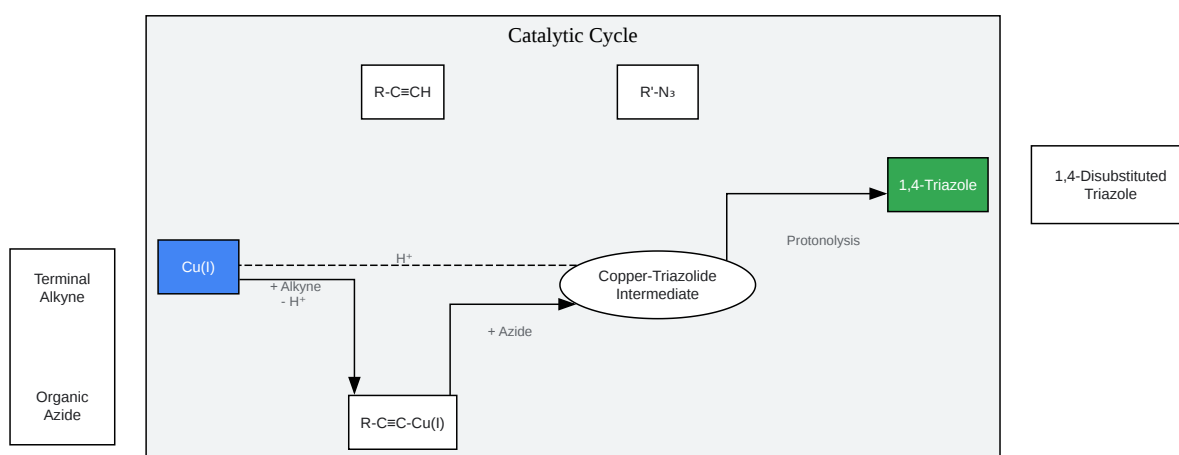 Catalytic Cycle
R-C≡CH
R'-N₃
1,4-Triazole
1,4-Disubstituted
Triazole
Terminal
Alkyne
Organic
Azide
Cu(I)
H⁺
+ Alkyne
- H⁺
Copper-Triazolide
Intermediate
Protonolysis
+ Azide
R-C≡C-Cu(I)